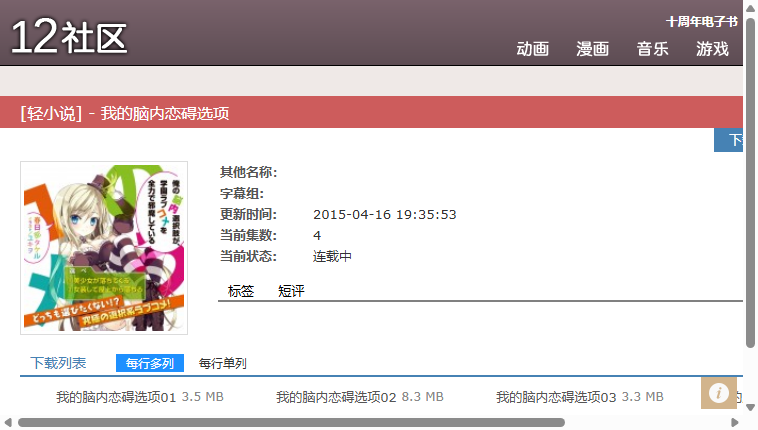 12社区
十周年电子书
动画 漫画 音乐 游戏
[轻小说] - 我的脑内恋碍选项
其他名称:
字幕组:
更新时间: 2015-04-16 19:35:53
当前集数: 4
当前状态: 连载中
标签 短评
俺の脳内選択肢が、
学園ラブコメを
全力で邪魔している
春日部タケル
選べ
どっちも選びたくない!?
究極の選択系ラブコメ!
下载列表 每行多列 每行单列
我的脑内恋碍选项01 3.5 MB 我的脑内恋碍选项02 8.3 MB 我的脑内恋碍选项03 3.3 MB